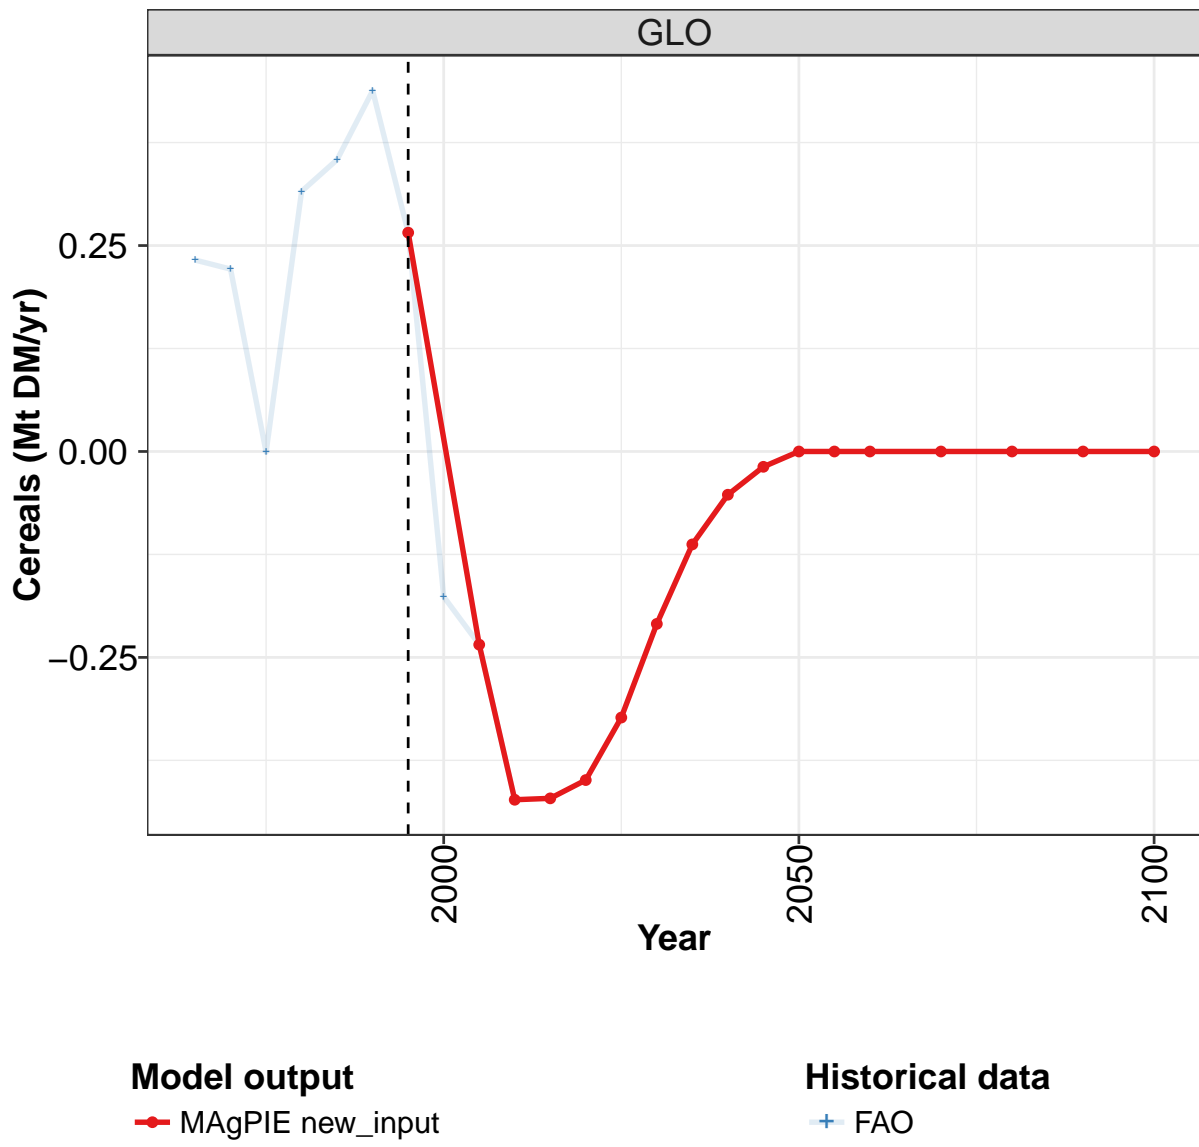 GLO
Cereals (Mt DM/yr)
0.25
0.00
−0.25
2000
2050
2100
Year
Model output
MAgPIE new_input
Historical data
FAO